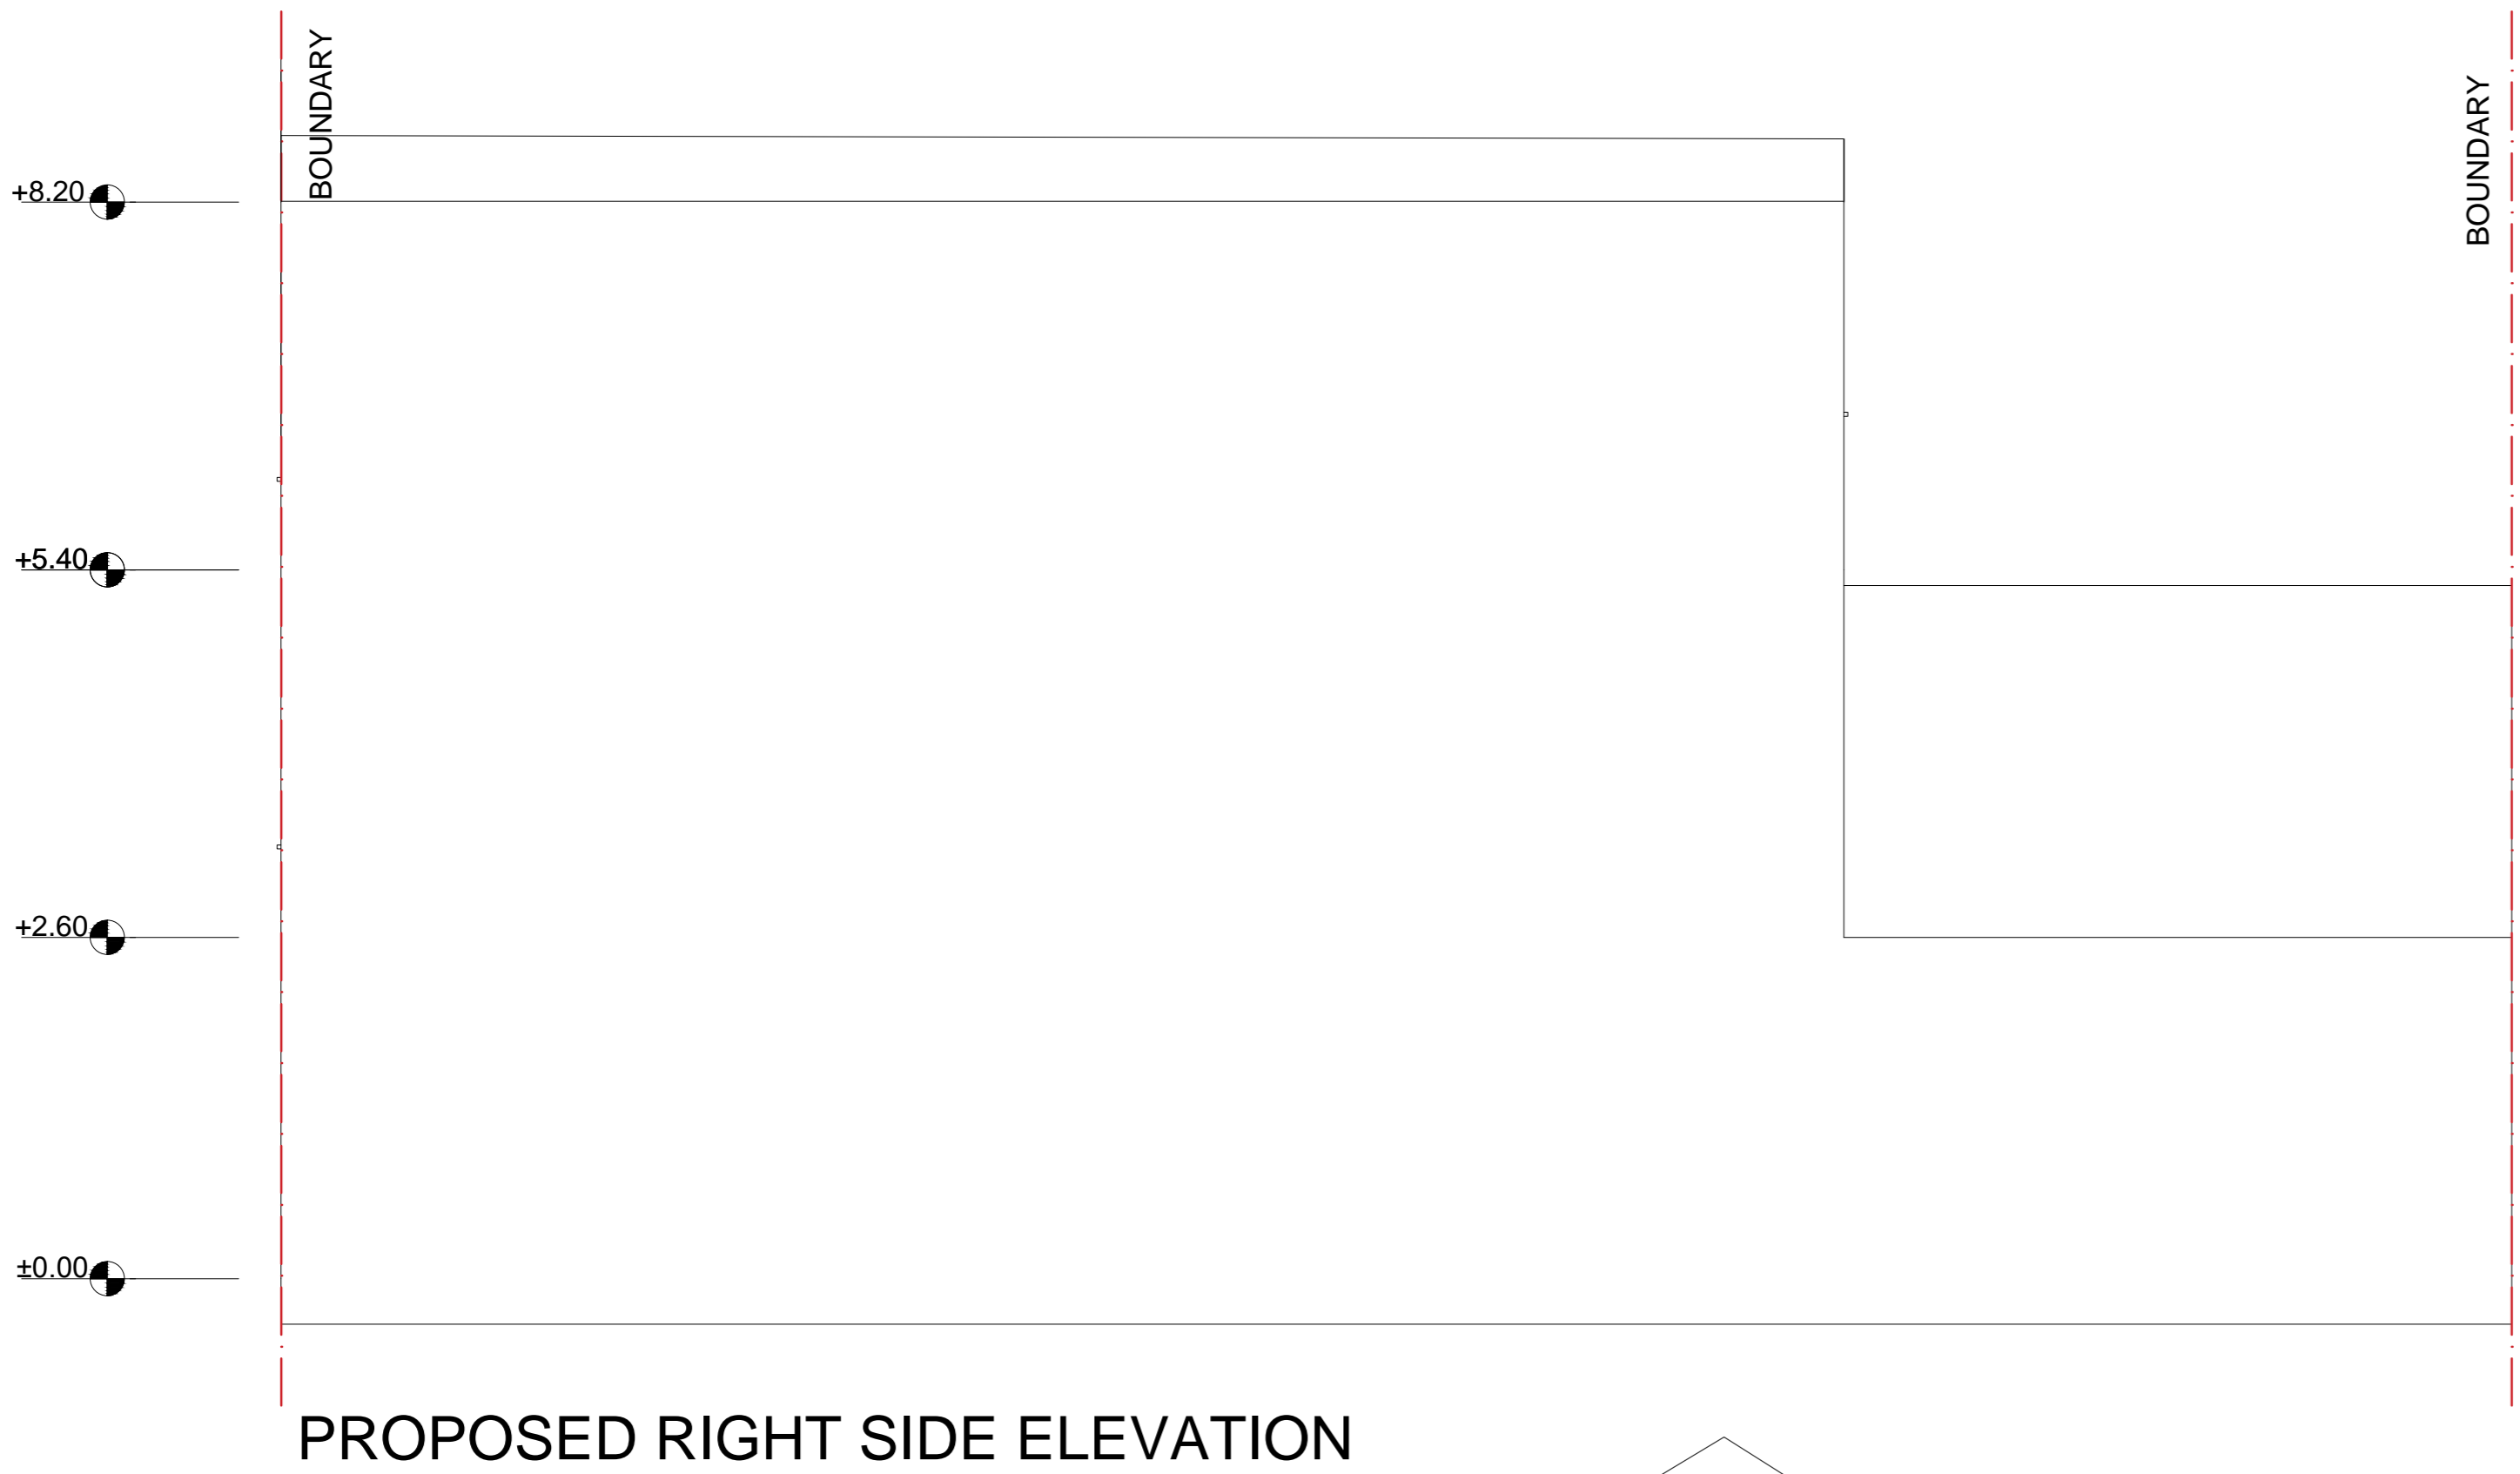 BOUNDARY
BOUNDARY
+8.20
+5.40
+2.60
±0.00
PROPOSED RIGHT SIDE ELEVATION